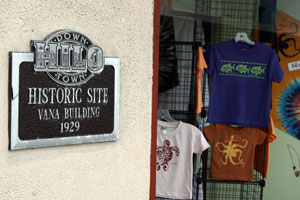 DOWN
HILO
TOWN
HISTORIC SITE
VANA BUILDING
1929